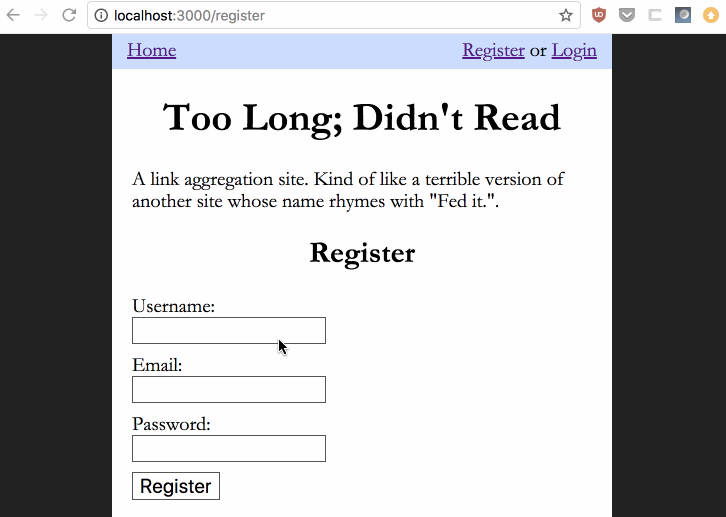 localhost:3000/register
Home Register or Login
Too Long; Didn't Read
A link aggregation site. Kind of like a terrible version of
another site whose name rhymes with "Fed it.".
Register
Username:
Email:
Password:
Register